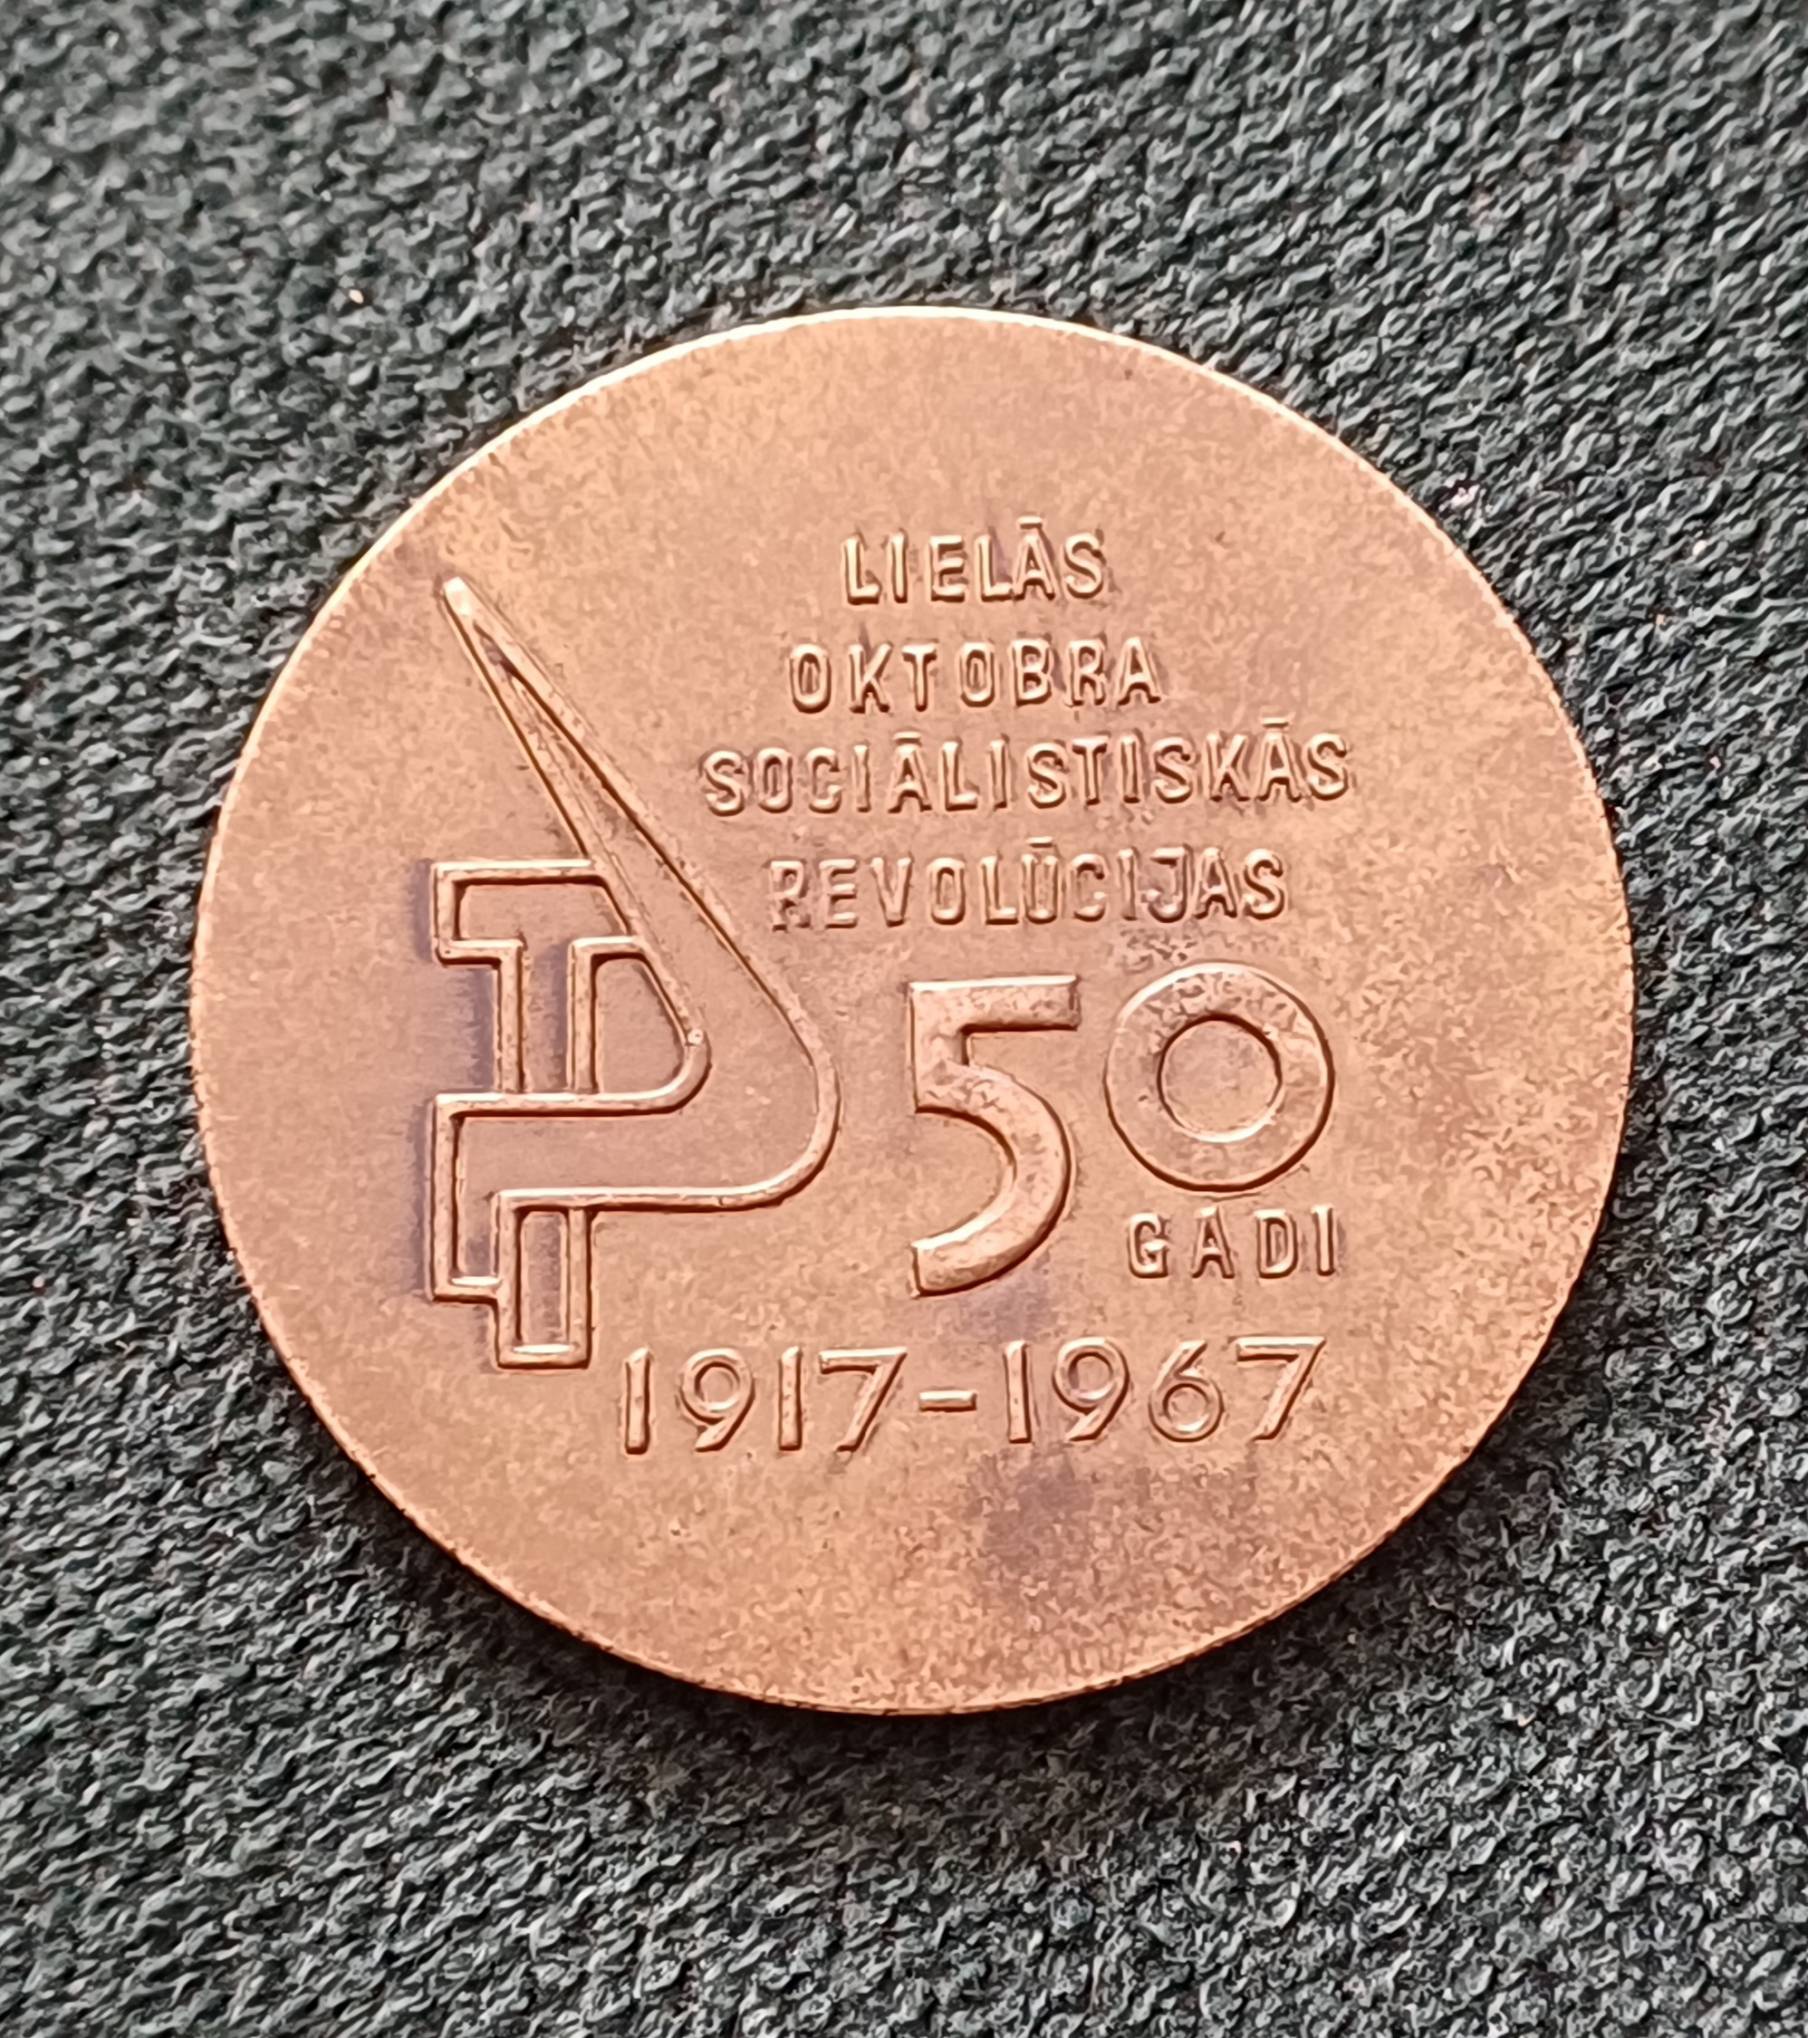 LIELĀS
OKTOBRA
SOCIĀLISTISKĀS
REVOLŪCIJAS
50
GADI
1917-1967